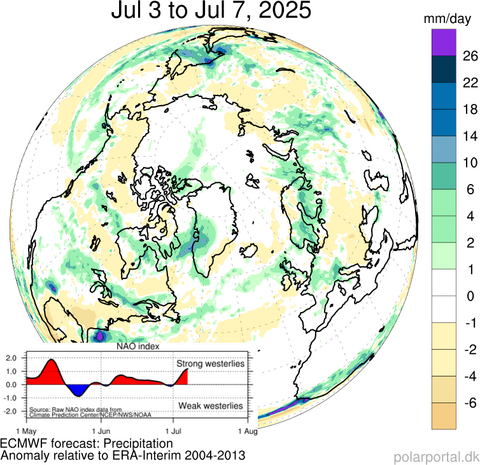 Jul 3 to Jul 7, 2025
mm/day
26
22
18
14
10
6
4
2
1
0
-1
-2
-4
-6
NAO index
2.0
1.0
0.0
-1.0
-2.0
Strong westerlies
Weak westerlies
Source: Raw NAO index data from
Climate Prediction Center/NCEP/NWS/NOAA
1 May
1 Jun
1 Jul
1 Aug
ECMWF forecast: Precipitation
Anomaly relative to ERA-Interim 2004-2013
polarportal.dk